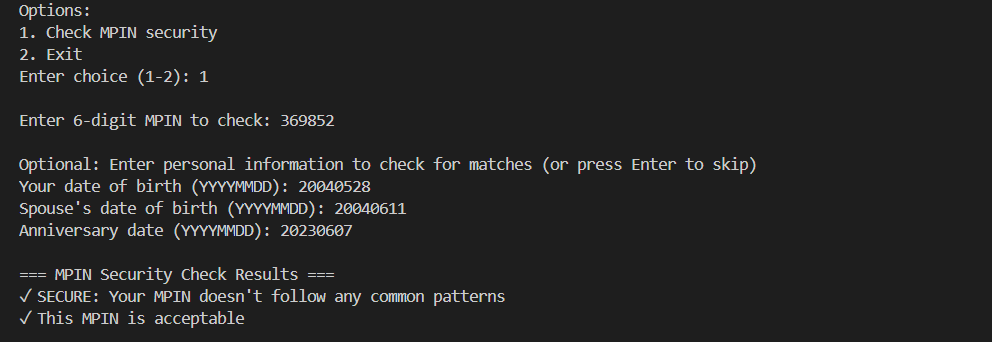 Options:
1. Check MPIN security
2. Exit
Enter choice (1-2): 1
Enter 6-digit MPIN to check: 369852
Optional: Enter personal information to check for matches (or press Enter to skip)
Your date of birth (YYYYMMDD): 20040528
Spouse's date of birth (YYYYMMDD): 20040611
Anniversary date (YYYYMMDD): 20230607
=== MPIN Security Check Results ===
✓ SECURE: Your MPIN doesn't follow any common patterns
✓ This MPIN is acceptable